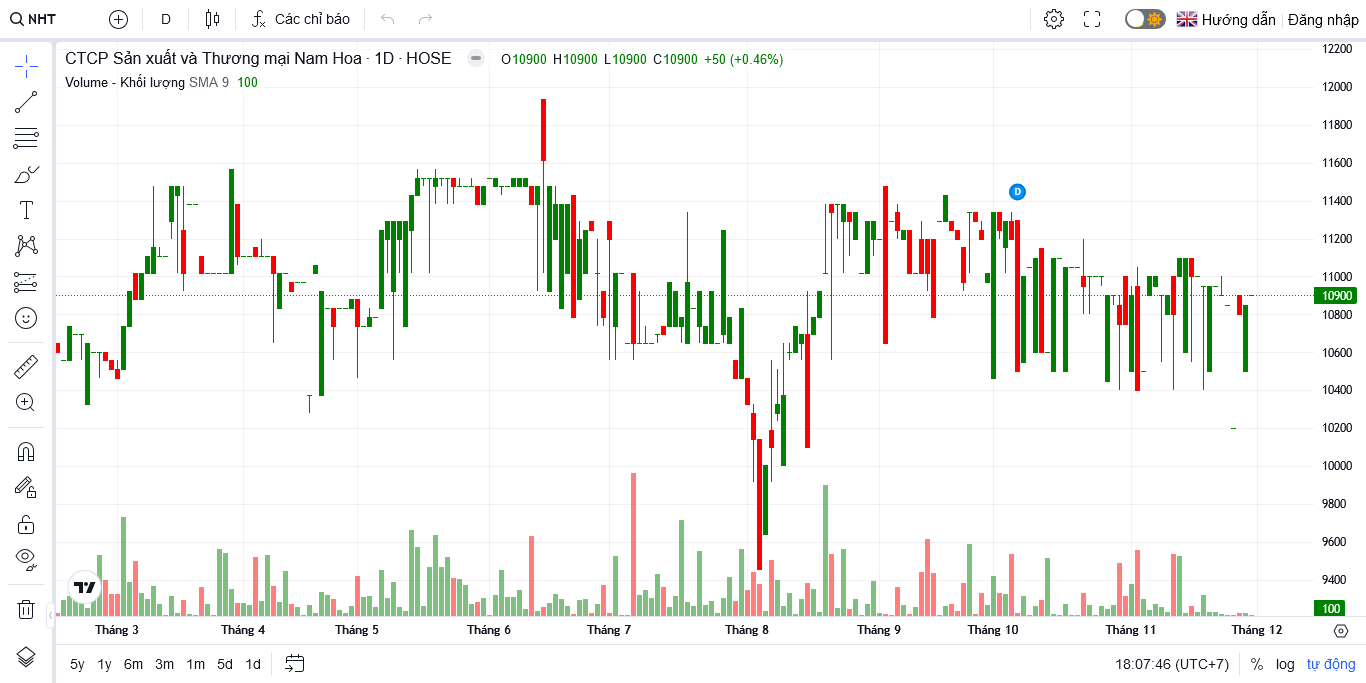 NHT D Các chỉ báo Hướng dẫn Đăng nhập
CTCP Sản xuất và Thương mại Nam Hoa · 1D · HOSE O10900 H10900 L10900 C10900 +50 (+0.46%)
Volume - Khối lượng SMA 9 100
12200
12000
11800
11600
11400
D
11200
11000
10900
10800
10600
10400
10200
10000
9800
9600
9400
100
Tháng 3 Tháng 4 Tháng 5 Tháng 6 Tháng 7 Tháng 8 Tháng 9 Tháng 10 Tháng 11 Tháng 12
5y 1y 6m 3m 1m 5d 1d 18:07:46 (UTC+7) % log tự động